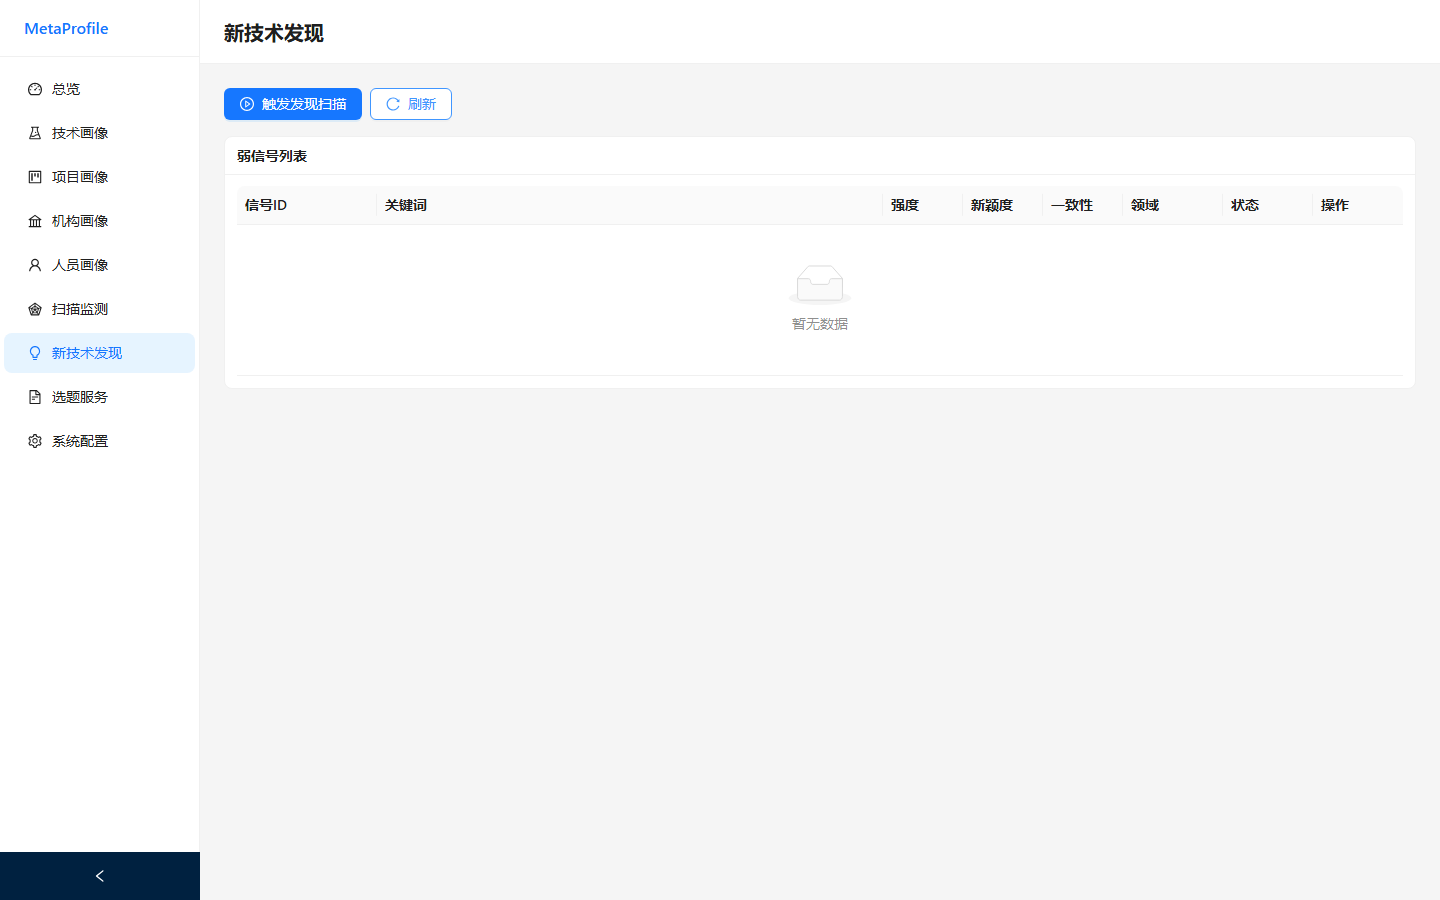 MetaProfile
总览
技术画像
项目画像
机构画像
人员画像
扫描监测
新技术发现
选题服务
系统配置
新技术发现
触发发现扫描 刷新
弱信号列表
信号ID 关键词 强度 新颖度 一致性 领域 状态 操作
暂无数据